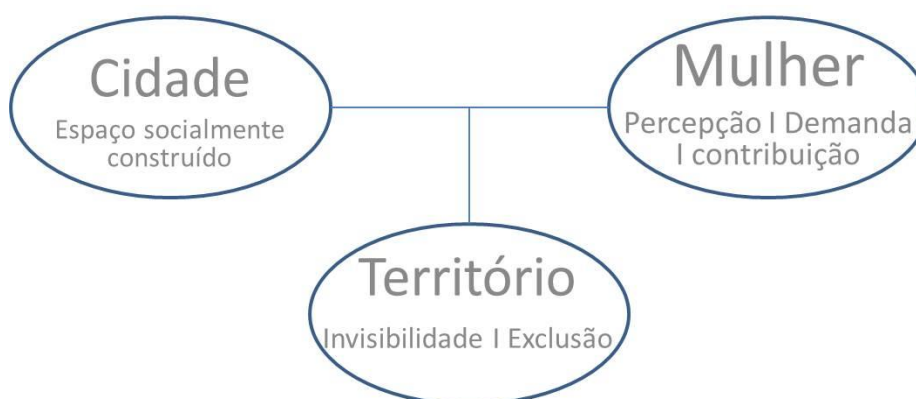 Cidade
Espaço socialmente
construído
Mulher
Percepção I Demanda
I contribuição
Território
Invisibilidade I Exclusão